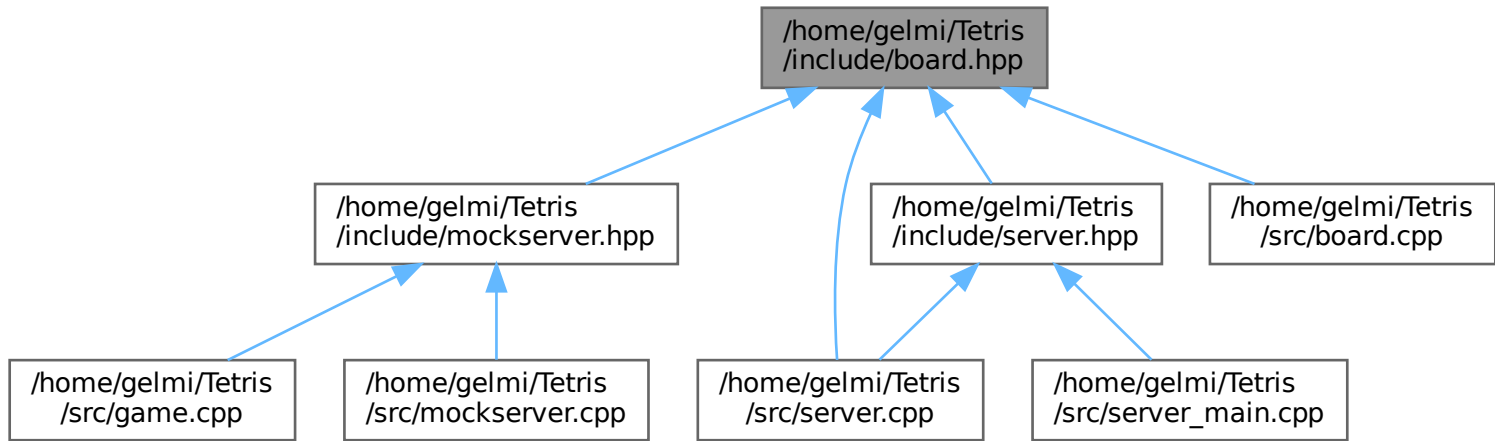 /home/gelmi/Tetris
/include/board.hpp
/home/gelmi/Tetris
/include/mockserver.hpp
/home/gelmi/Tetris
/include/server.hpp
/home/gelmi/Tetris
/src/board.cpp
/home/gelmi/Tetris
/src/game.cpp
/home/gelmi/Tetris
/src/mockserver.cpp
/home/gelmi/Tetris
/src/server.cpp
/home/gelmi/Tetris
/src/server_main.cpp